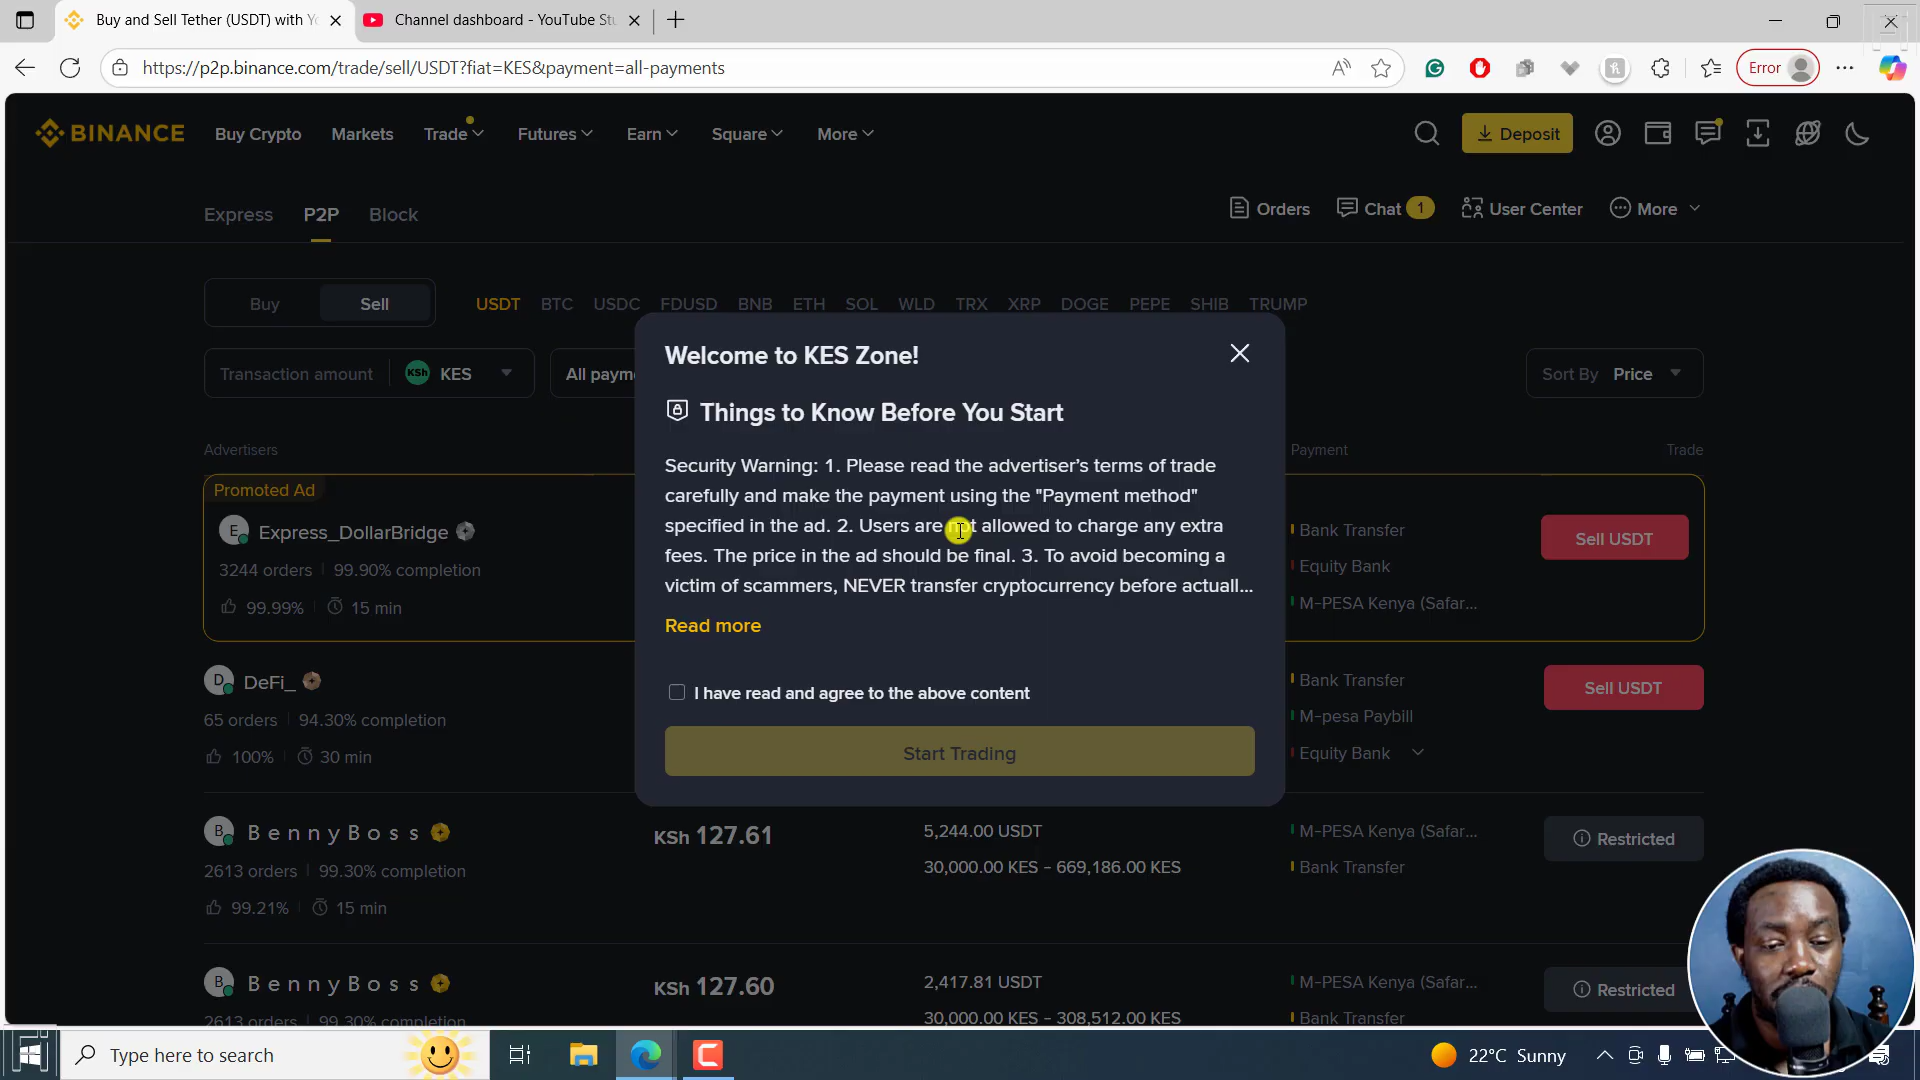 Buy and Sell Tether (USDT) with Yo
Channel dashboard - YouTube Stu
https://p2p.binance.com/trade/sell/USDT?fiat=KES&payment=all-payments
Error
BINANCE
Buy Crypto
Markets
Trade
Futures
Earn
Square
More
Deposit
Express
P2P
Block
Orders
Chat 1
User Center
More
Buy
Sell
USDT BTC USDC FDUSD BNB ETH SOL WLD TRX XRP DOGE PEPE SHIB TRUMP
Transaction amount
KSh KES
All paym
Sort By Price
Advertisers
Payment
Trade
Promoted Ad
E Express_DollarBridge
3244 orders | 99.90% completion
99.99% | 15 min
Bank Transfer
Equity Bank
M-PESA Kenya (Safar...
Sell USDT
Welcome to KES Zone!
Things to Know Before You Start
Security Warning: 1. Please read the advertiser's terms of trade
carefully and make the payment using the "Payment method"
specified in the ad. 2. Users are not allowed to charge any extra
fees. The price in the ad should be final. 3. To avoid becoming a
victim of scammers, NEVER transfer cryptocurrency before actuall...
Read more
I have read and agree to the above content
Start Trading
D DeFi_
65 orders | 94.30% completion
100% | 30 min
Bank Transfer
M-pesa Paybill
Equity Bank
Sell USDT
B BennyBoss
2613 orders | 99.30% completion
99.21% | 15 min
KSh 127.61
5,244.00 USDT
30,000.00 KES – 669,186.00 KES
M-PESA Kenya (Safar...
Bank Transfer
Restricted
B BennyBoss
2613 orders | 99.30% completion
KSh 127.60
2,417.81 USDT
30,000.00 KES – 308,512.00 KES
M-PESA Kenya (Safar...
Bank Transfer
Restricted
Type here to search
22°C Sunny